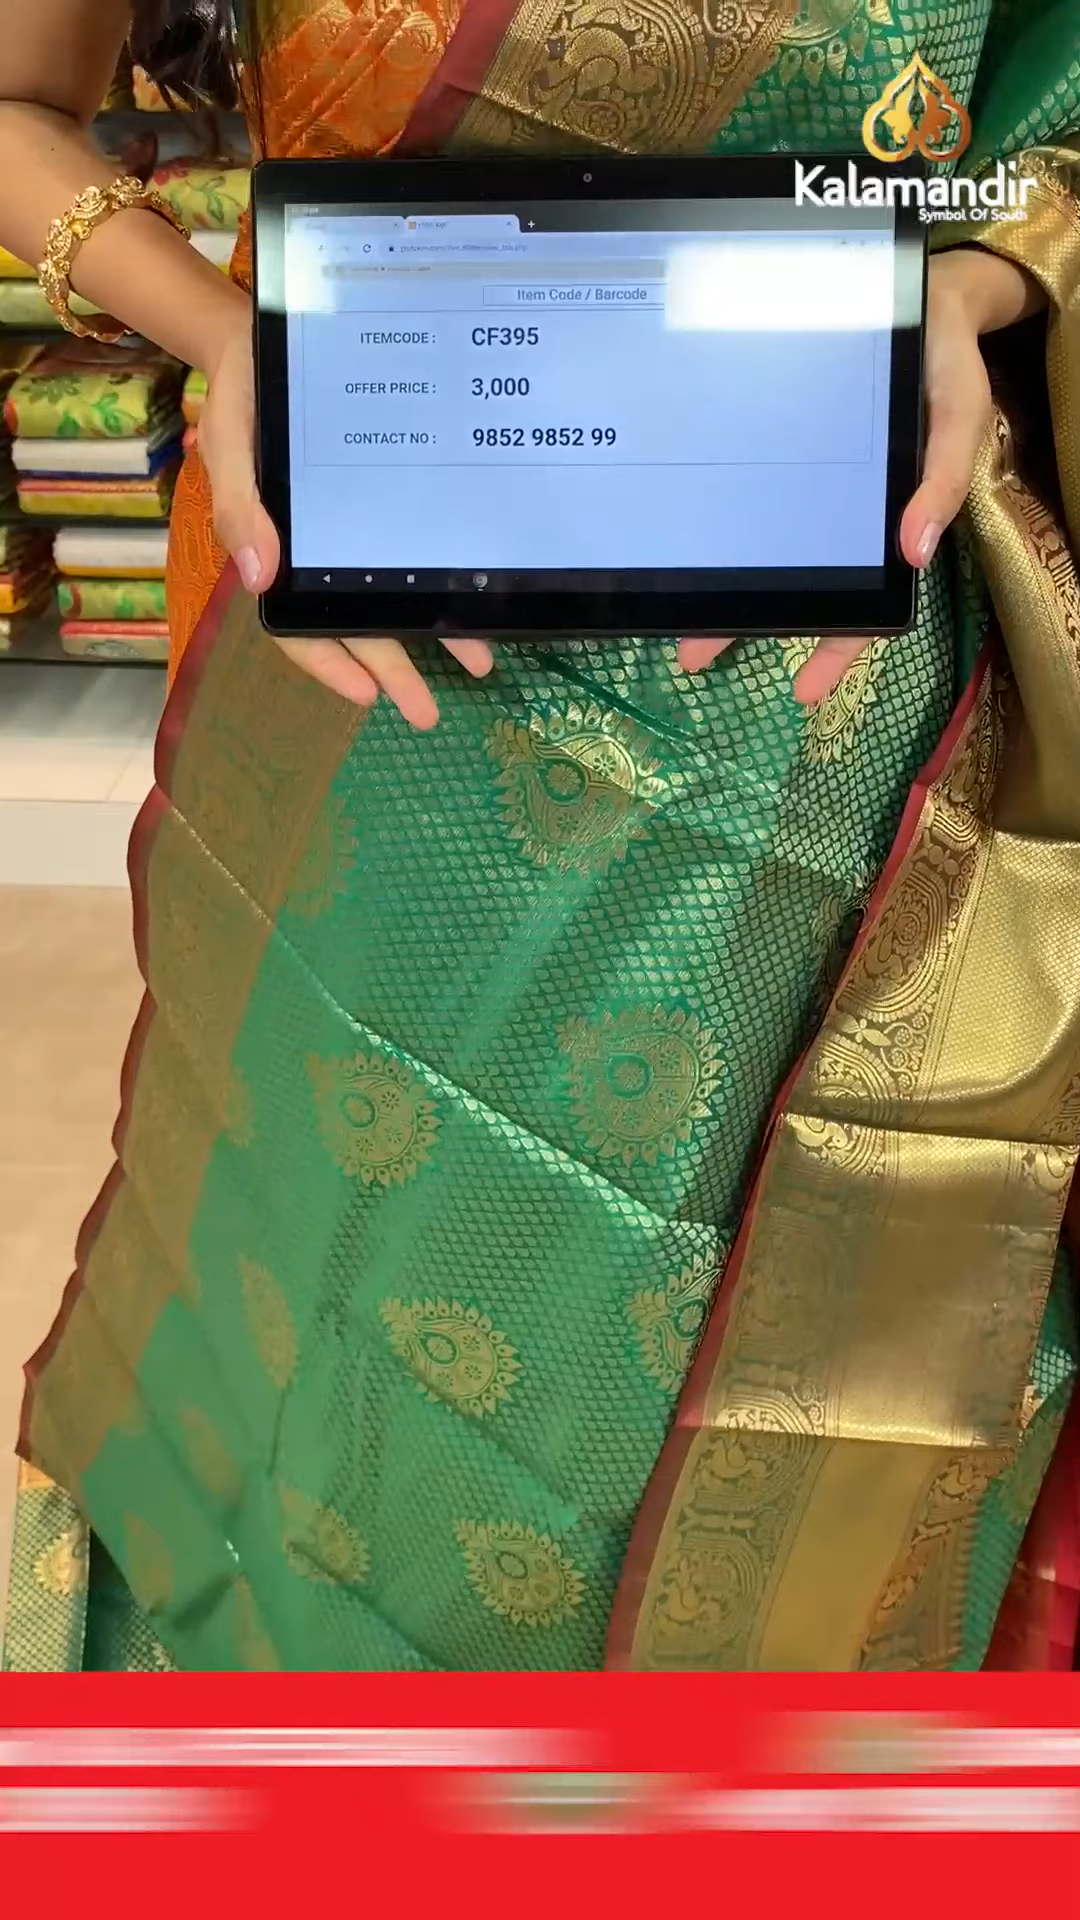 Kalamandir
Symbol Of South
Item Code / Barcode
ITEMCODE : CF395
OFFER PRICE : 3,000
CONTACT NO : 9852 9852 99